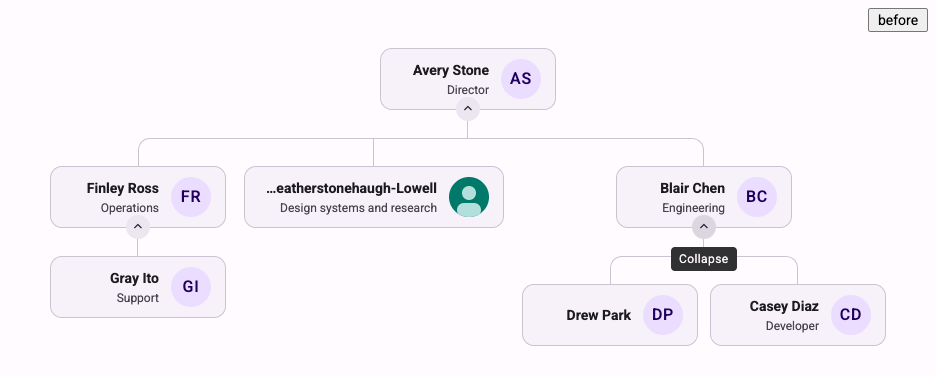 before
Avery Stone
Director
AS
Finley Ross
Operations
FR
…eatherstonehaugh-Lowell
Design systems and research
Blair Chen
Engineering
BC
Collapse
Gray Ito
Support
GI
Drew Park
DP
Casey Diaz
Developer
CD